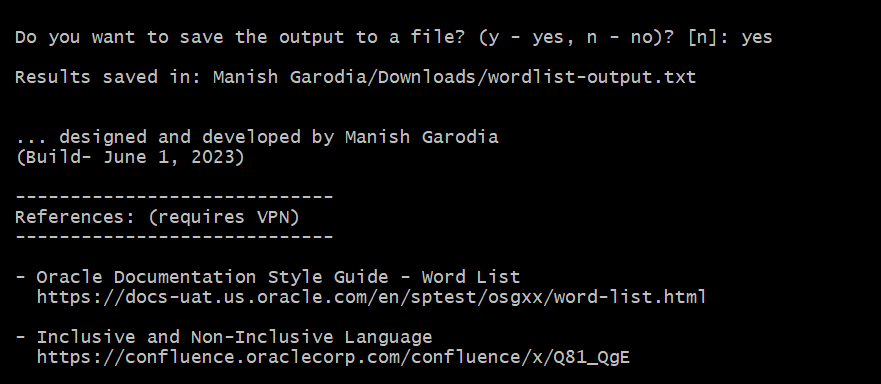 Do you want to save the output to a file? (y - yes, n - no)? [n]: yes
Results saved in: Manish Garodia/Downloads/wordlist-output.txt
... designed and developed by Manish Garodia
(Build- June 1, 2023)
-----------------------------
References: (requires VPN)
-----------------------------
- Oracle Documentation Style Guide - Word List
https://docs-uat.us.oracle.com/en/sptest/osgxx/word-list.html
- Inclusive and Non-Inclusive Language
https://confluence.oraclecorp.com/confluence/x/Q81_QgE